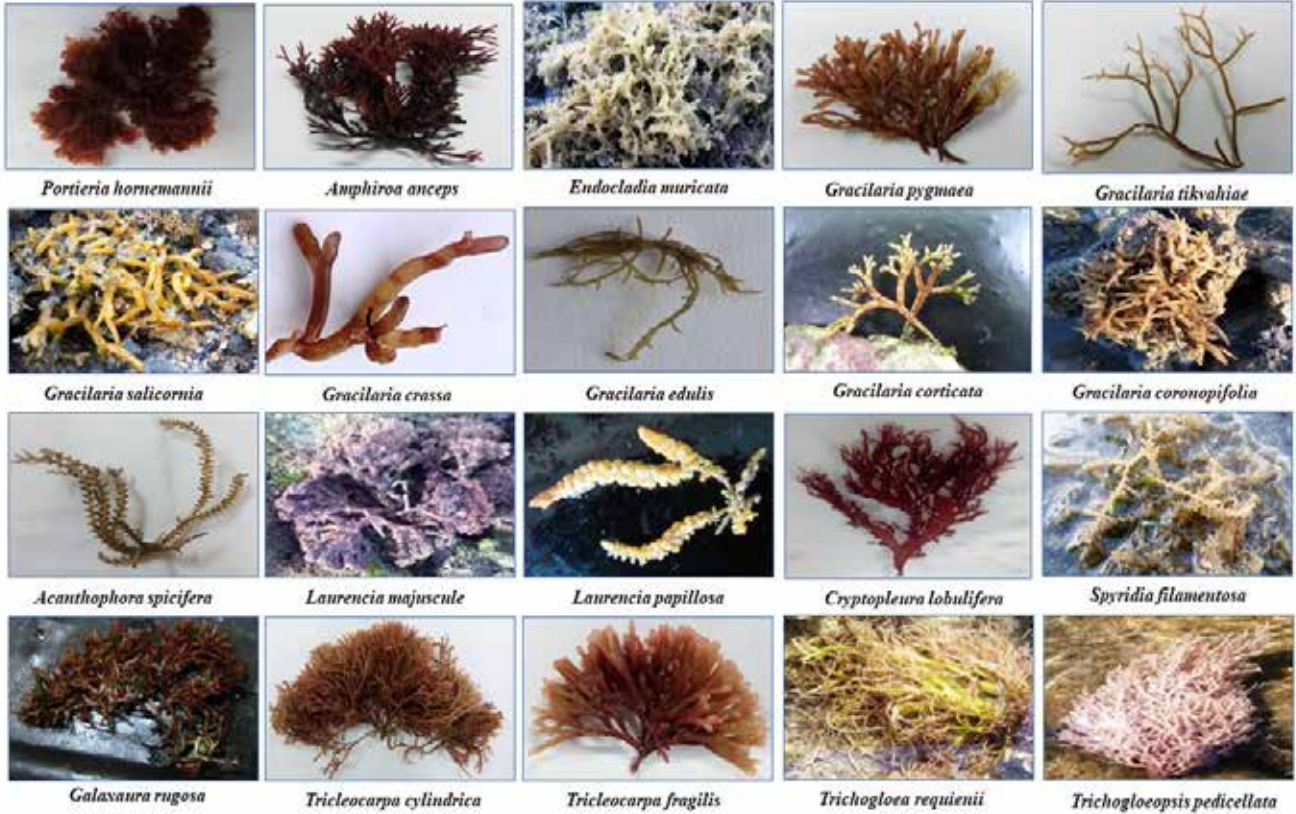 Portieria hornemannii
Amphiroa anceps
Endocladia muricata
Gracilaria pygmaea
Gracilaria tikvahiae
Gracilaria salicornia
Gracilaria crassa
Gracilaria edulis
Gracilaria corticata
Gracilaria coronopifolia
Acanthophora spicifera
Laurencia majuscule
Laurencia papillosa
Cryptopleura lobulifera
Spyridia filamentosa
Galaxaura rugosa
Tricleocarpa cylindrica
Tricleocarpa fragilis
Trichogloea requienii
Trichogloeopsis pedicellata